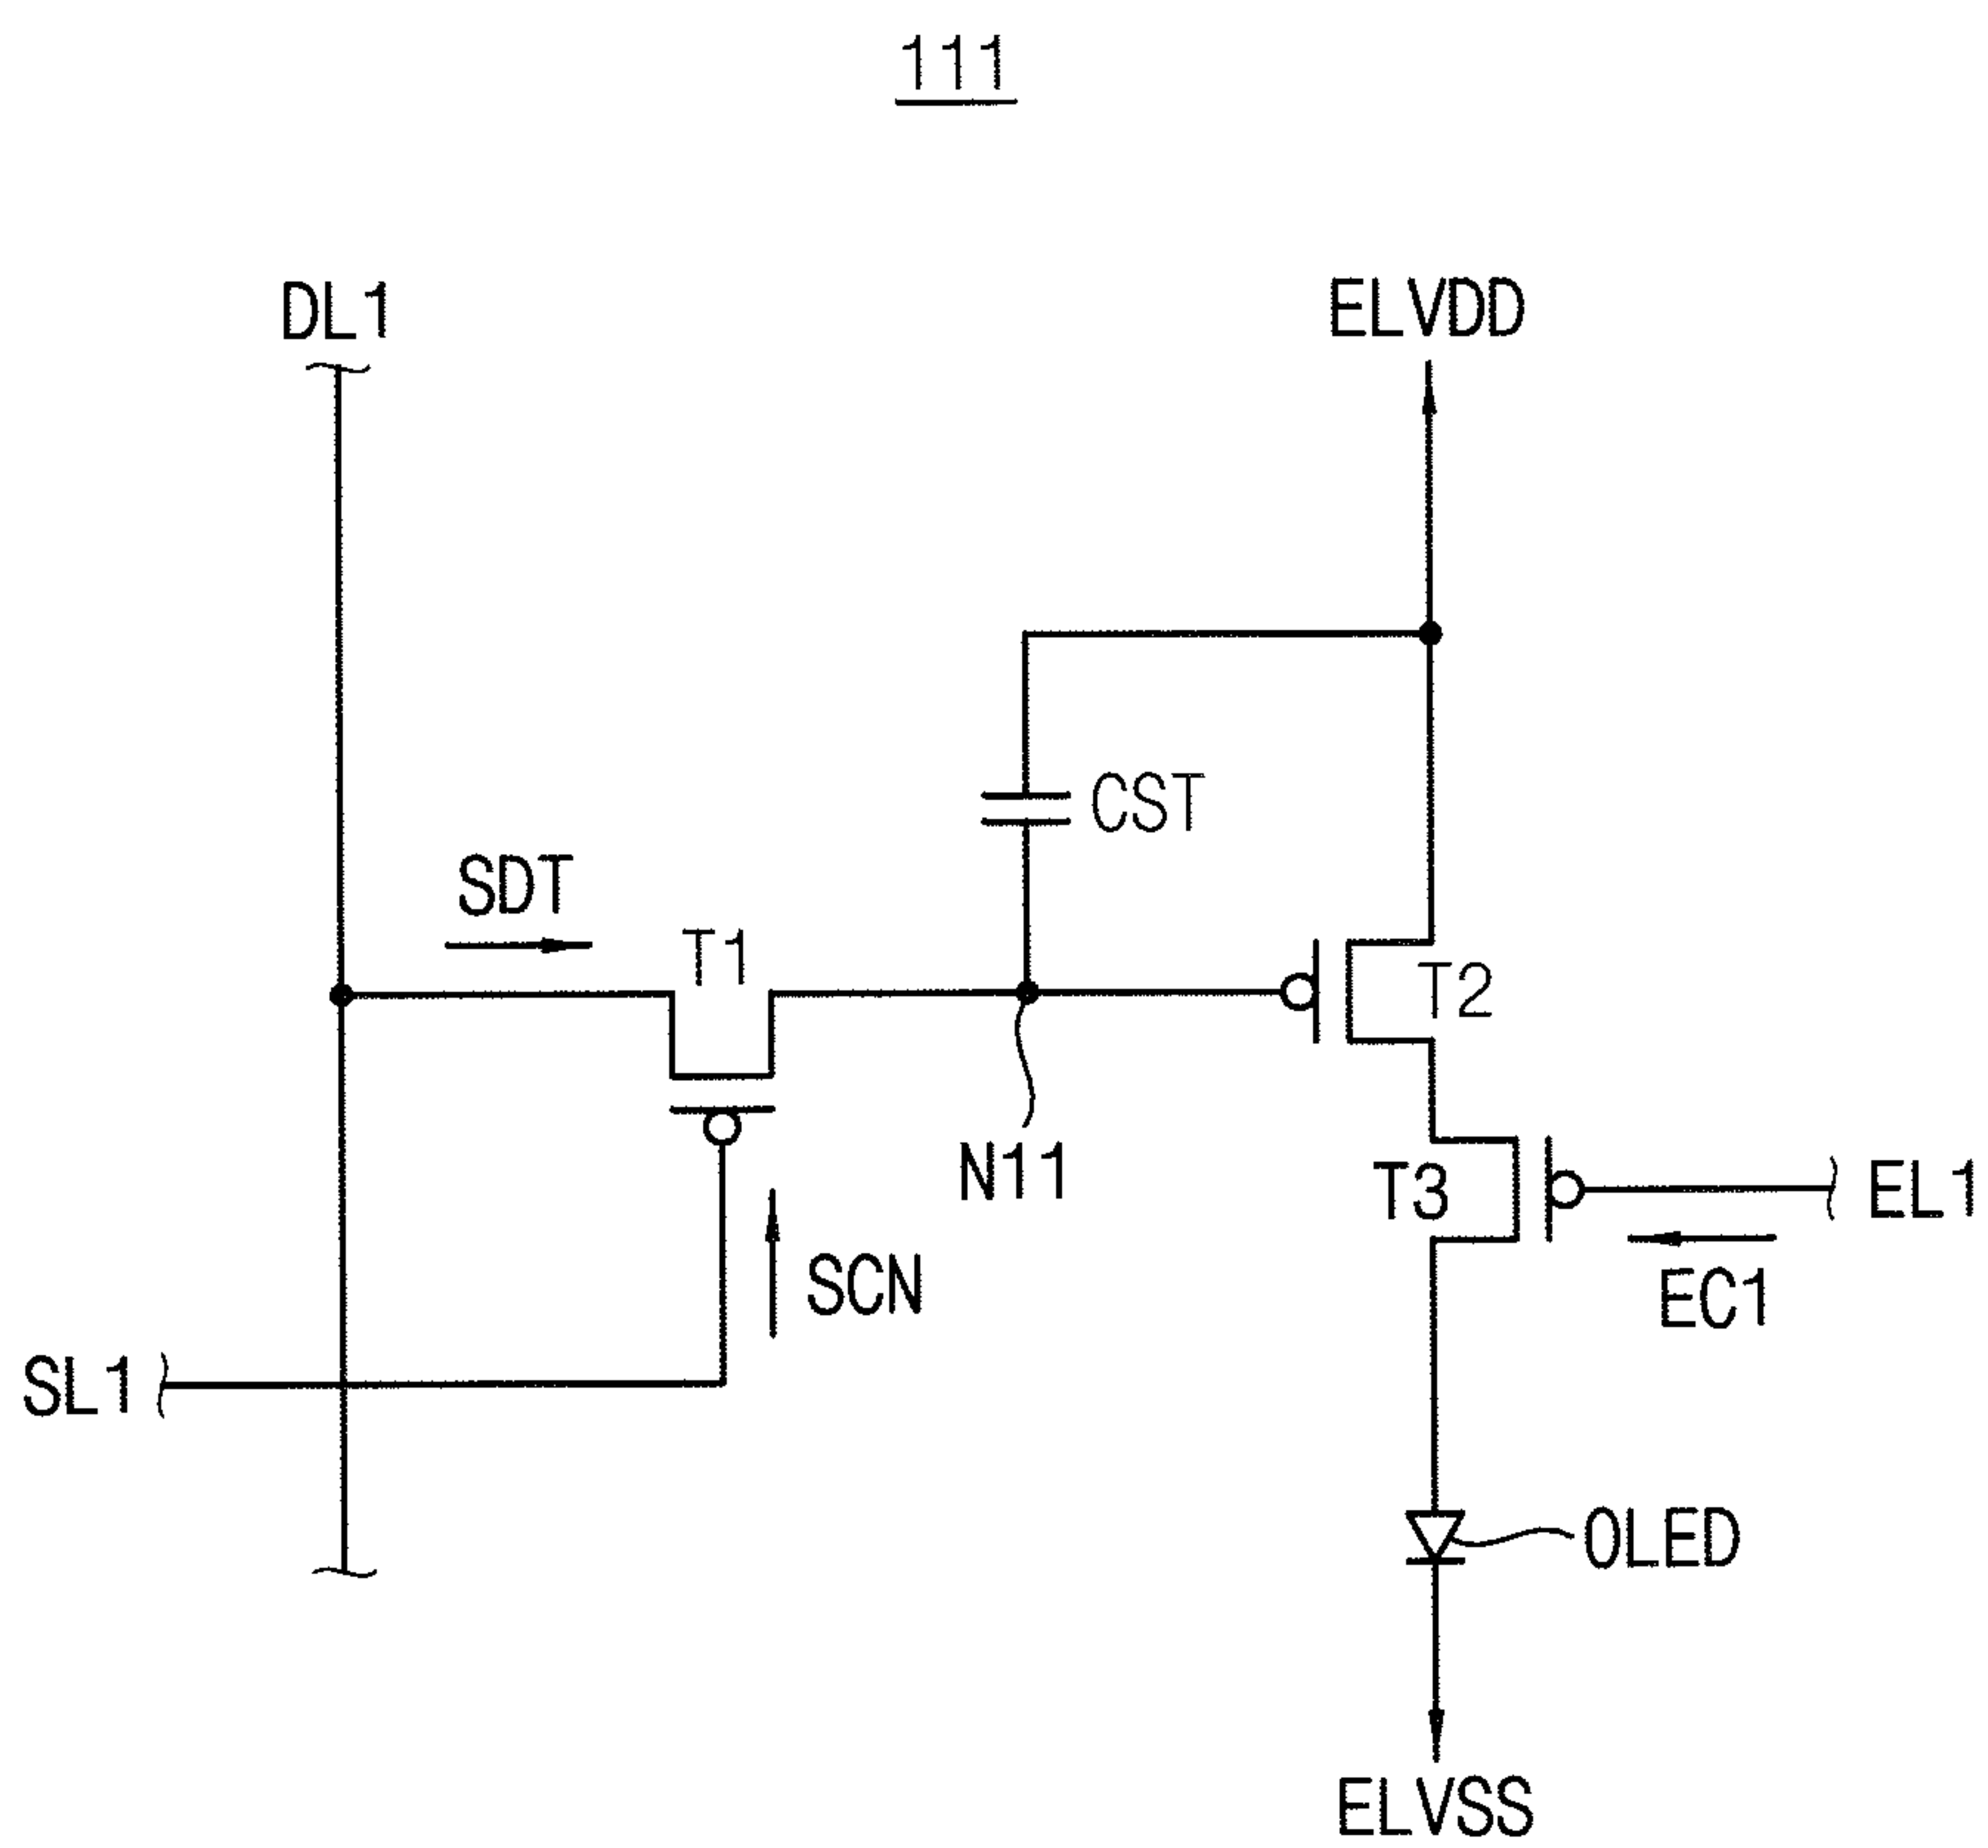 111
DL1
ELVDD
CST
SDT
T1
T2
N11
T3
EL1
SCN
EC1
SL1
OLED
ELVSS